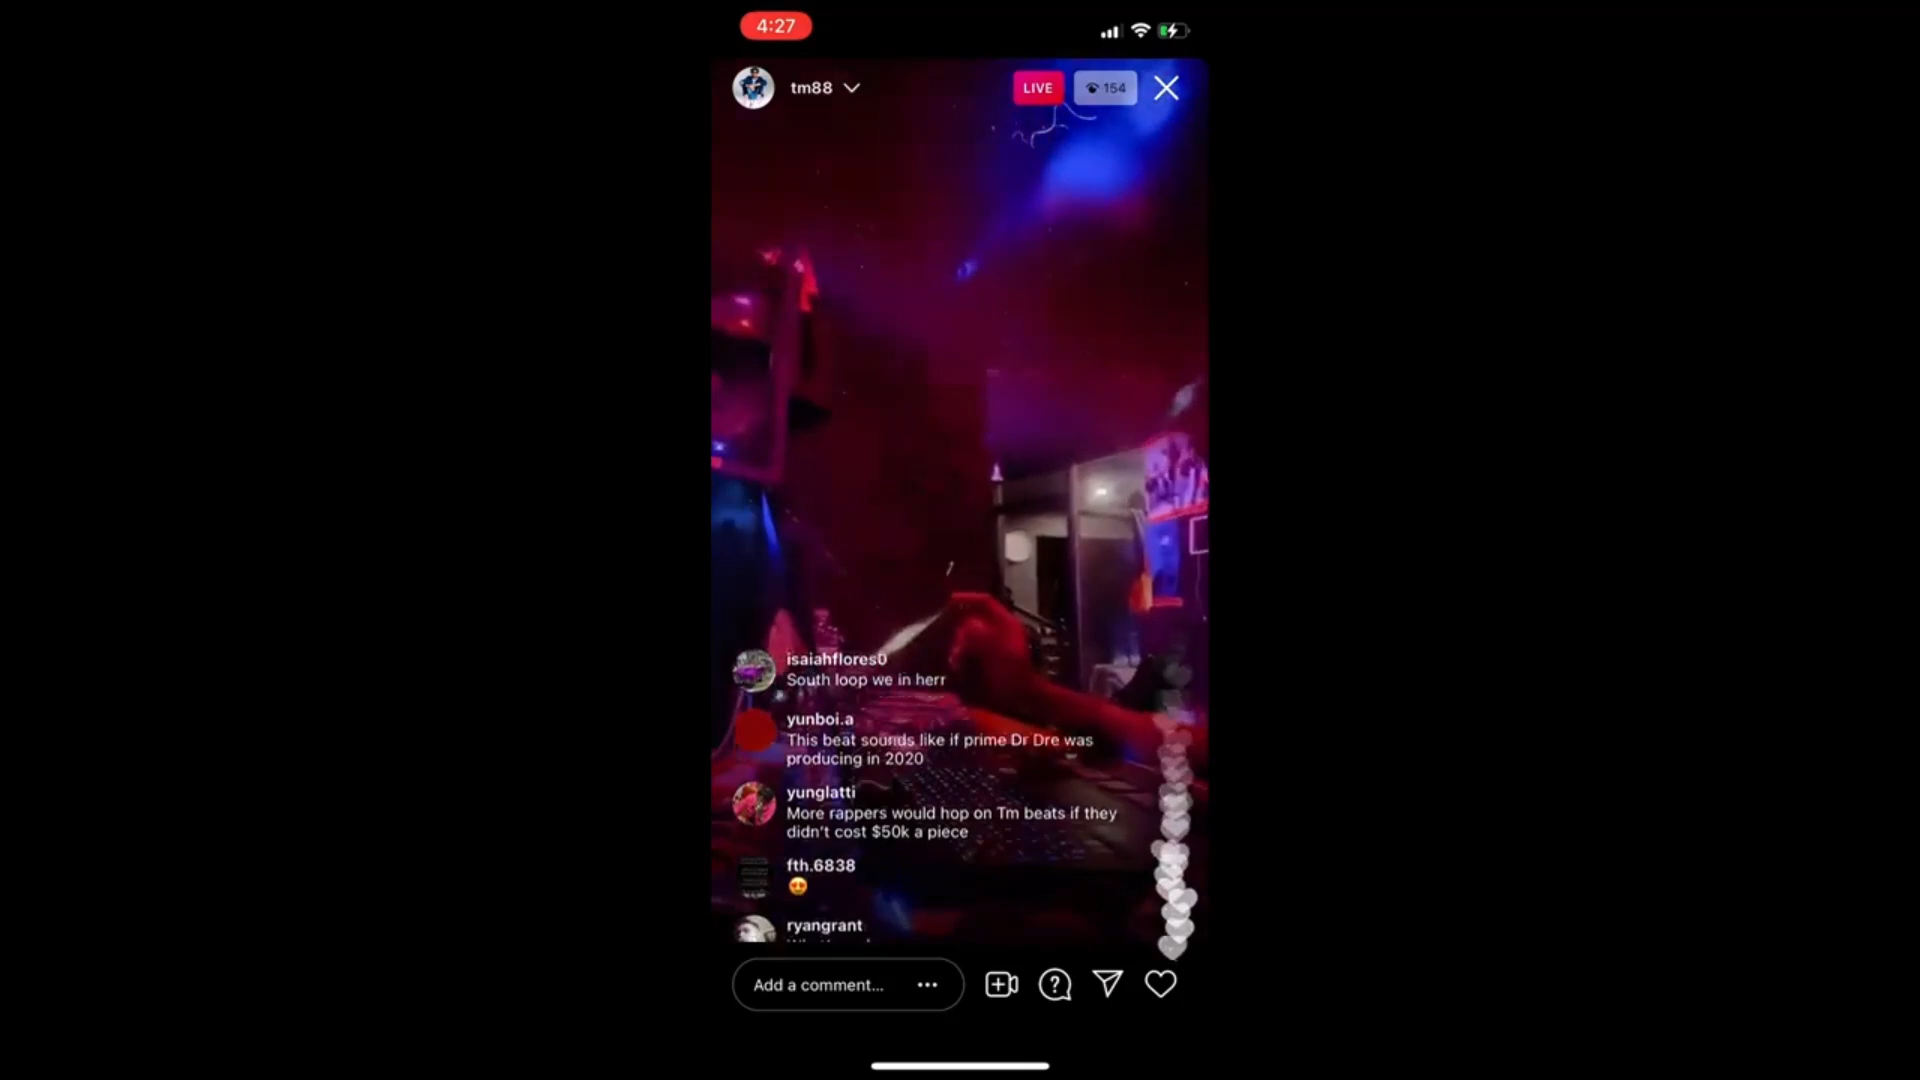 4:27
tm88
LIVE
154
isaiahflores0
South loop we in herr
yunboi.a
This beat sounds like if prime Dr Dre was
producing in 2020
yunglatti
More rappers would hop on Tm beats if they
didn't cost $50k a piece
fth.6838
ryangrant
Add a comment...